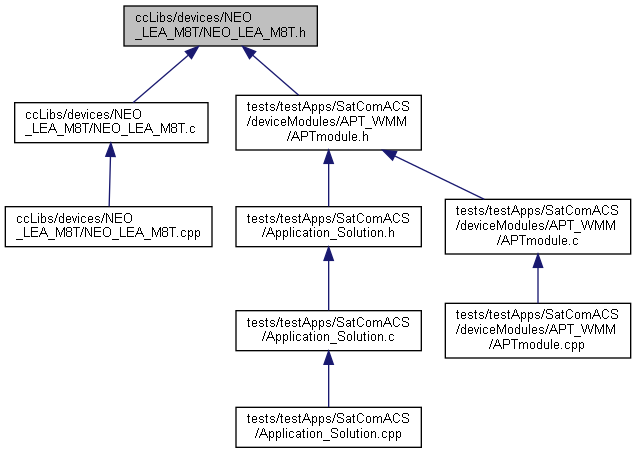 ccLibs/devices/NEO
_LEA_M8T/NEO_LEA_M8T.h
ccLibs/devices/NEO
_LEA_M8T/NEO_LEA_M8T.c
tests/testApps/SatComACS
/deviceModules/APT_WMM
/APTmodule.h
ccLibs/devices/NEO
_LEA_M8T/NEO_LEA_M8T.cpp
tests/testApps/SatComACS
/Application_Solution.h
tests/testApps/SatComACS
/deviceModules/APT_WMM
/APTmodule.c
tests/testApps/SatComACS
/Application_Solution.c
tests/testApps/SatComACS
/deviceModules/APT_WMM
/APTmodule.cpp
tests/testApps/SatComACS
/Application_Solution.cpp